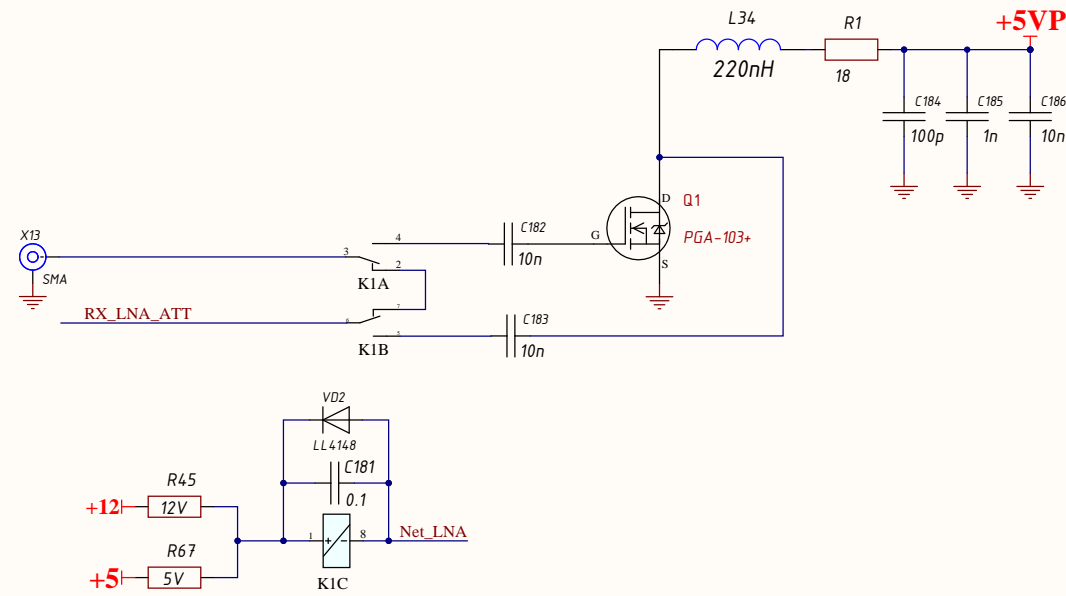 L34
R1
+5VP
220nH
18
C184
C185
C186
100p
1n
10n
D
Q1
G
PGA-103+
S
X13
SMA
3
4
2
K1A
C182
10n
RX_LNA_ATT
6
7
5
K1B
C183
10n
VD2
LL4148
C181
0.1
R45
+12
12V
1
+ -
8
Net_LNA
R67
+5
5V
K1C